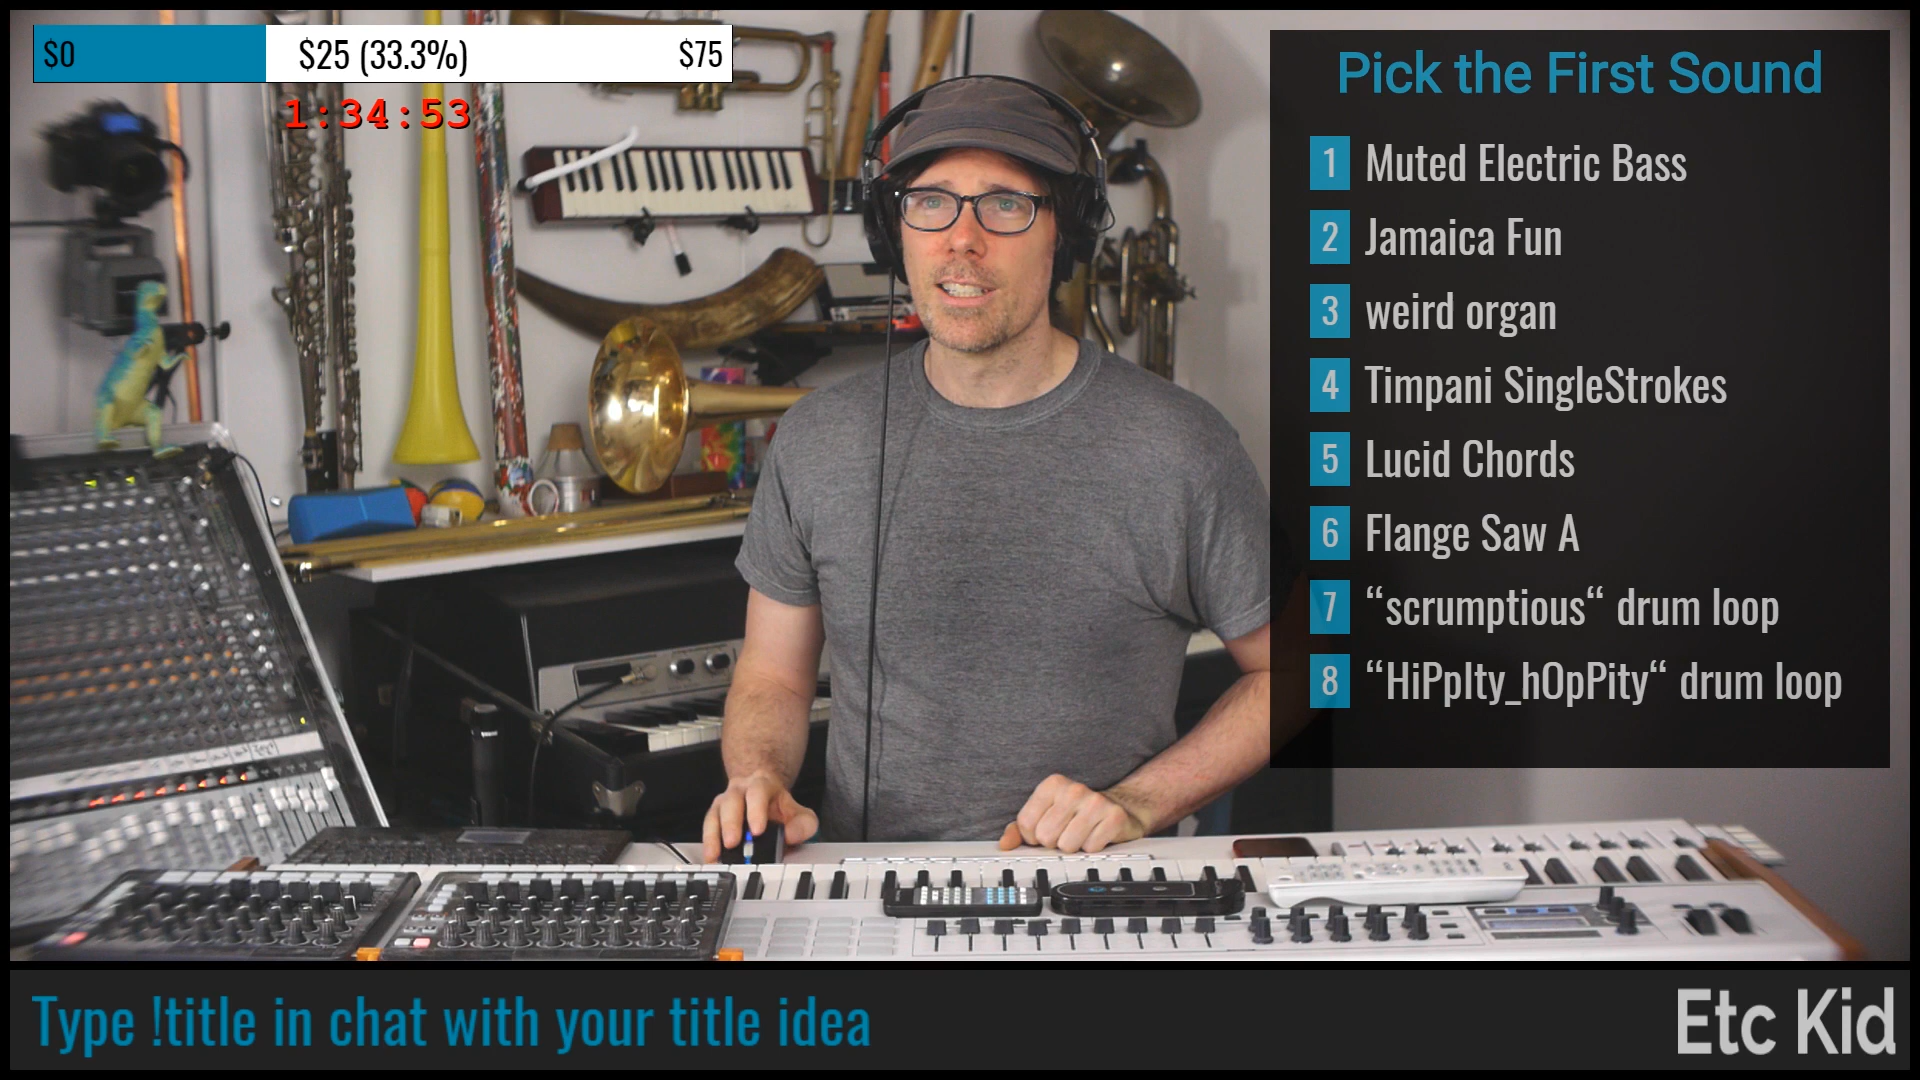 $0 $25 (33.3%) $75
1:34:53
Pick the First Sound
1 Muted Electric Bass
2 Jamaica Fun
3 weird organ
4 Timpani SingleStrokes
5 Lucid Chords
6 Flange Saw A
7 “scrumptious“ drum loop
8 “HiPpIty_hOpPity“ drum loop
Type !title in chat with your title idea
Etc Kid